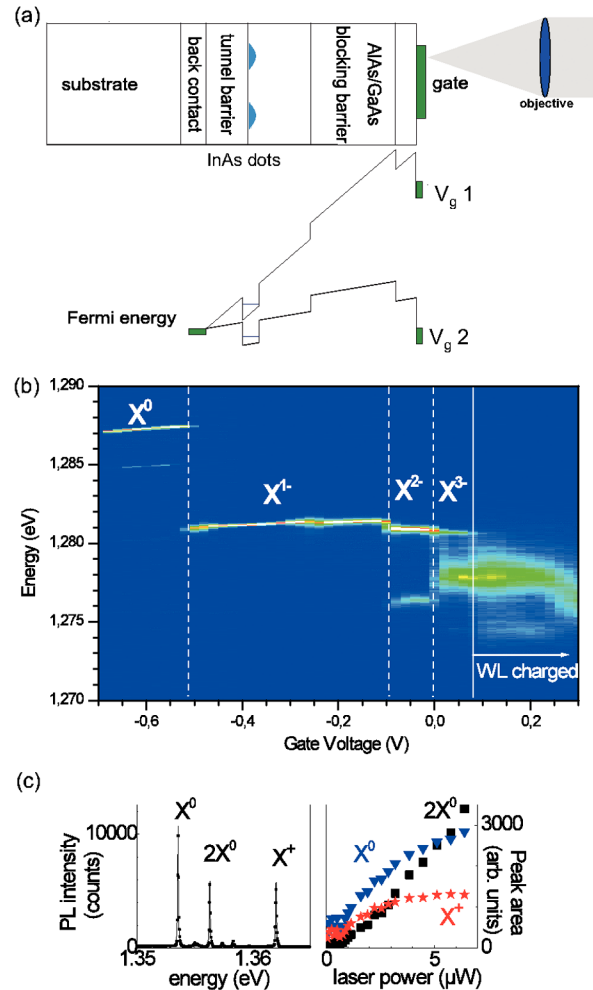 (a)
substrate
back contact
tunnel barrier
blocking barrier
AlAs/GaAs
gate
objective
InAs dots
V_g 1
Fermi energy
V_g 2
(b)
1,290
1,285
1,280
1,275
1,270
Energy (eV)
X⁰
X¹⁻
X²⁻
X³⁻
WL charged
-0,6
-0,4
-0,2
0,0
0,2
Gate Voltage (V)
(c)
10000
0
PL intensity
(counts)
X⁰
2X⁰
X⁺
1.35
1.36
energy (eV)
2X⁰
X⁰
X⁺
3000
0
Peak area
(arb. units)
0
5
laser power (µW)